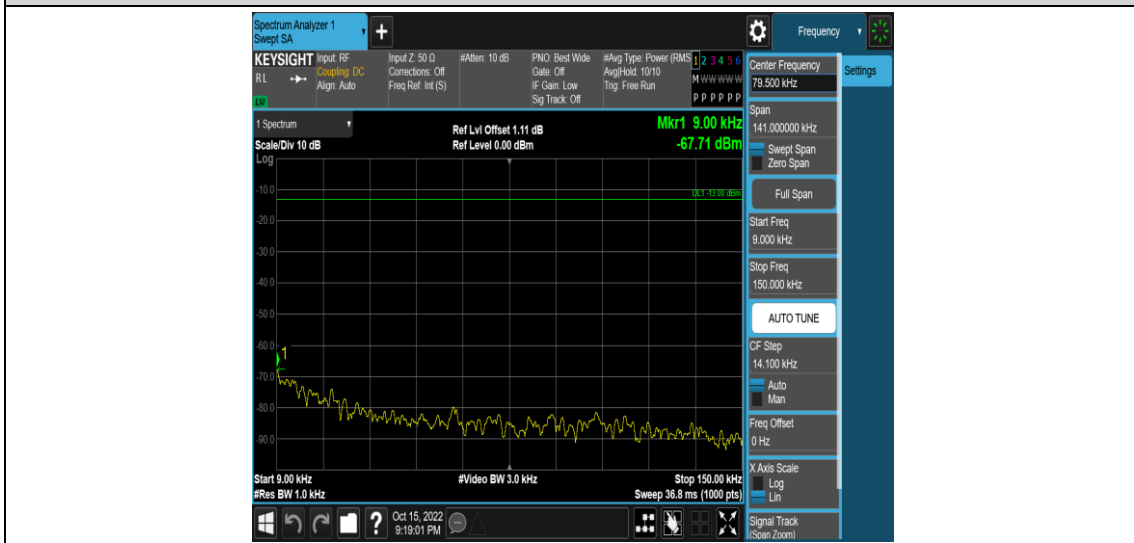 Spectrum Analyzer 1
Swept SA
+
Frequency
KEYSIGHT
RL
LXI
Input: RF
Coupling: DC
Align: Auto
Input Z: 50 Ω
Corrections: Off
Freq Ref: Int (S)
#Atten: 10 dB
PNO: Best Wide
Gate: Off
IF Gain: Low
Sig Track: Off
#Avg Type: Power (RMS
Avg|Hold: 10/10
Trig: Free Run
1 2 3 4 5 6
M W W W W W
P P P P P P
1 Spectrum
Scale/Div 10 dB
Ref Lvl Offset 1.11 dB
Ref Level 0.00 dBm
Mkr1 9.00 kHz
-67.71 dBm
Log
DL1 -13.00 dBm
-10.0
-20.0
-30.0
-40.0
-50.0
-60.0
-70.0
-80.0
-90.0
1
Start 9.00 kHz
#Res BW 1.0 kHz
#Video BW 3.0 kHz
Stop 150.00 kHz
Sweep 36.8 ms (1000 pts)
Center Frequency
79.500 kHz
Settings
Span
141.000000 kHz
Swept Span
Zero Span
Full Span
Start Freq
9.000 kHz
Stop Freq
150.000 kHz
AUTO TUNE
CF Step
14.100 kHz
Auto
Man
Freq Offset
0 Hz
X Axis Scale
Log
Lin
Signal Track
(Span Zoom)
?
Oct 15, 2022
9:19:01 PM